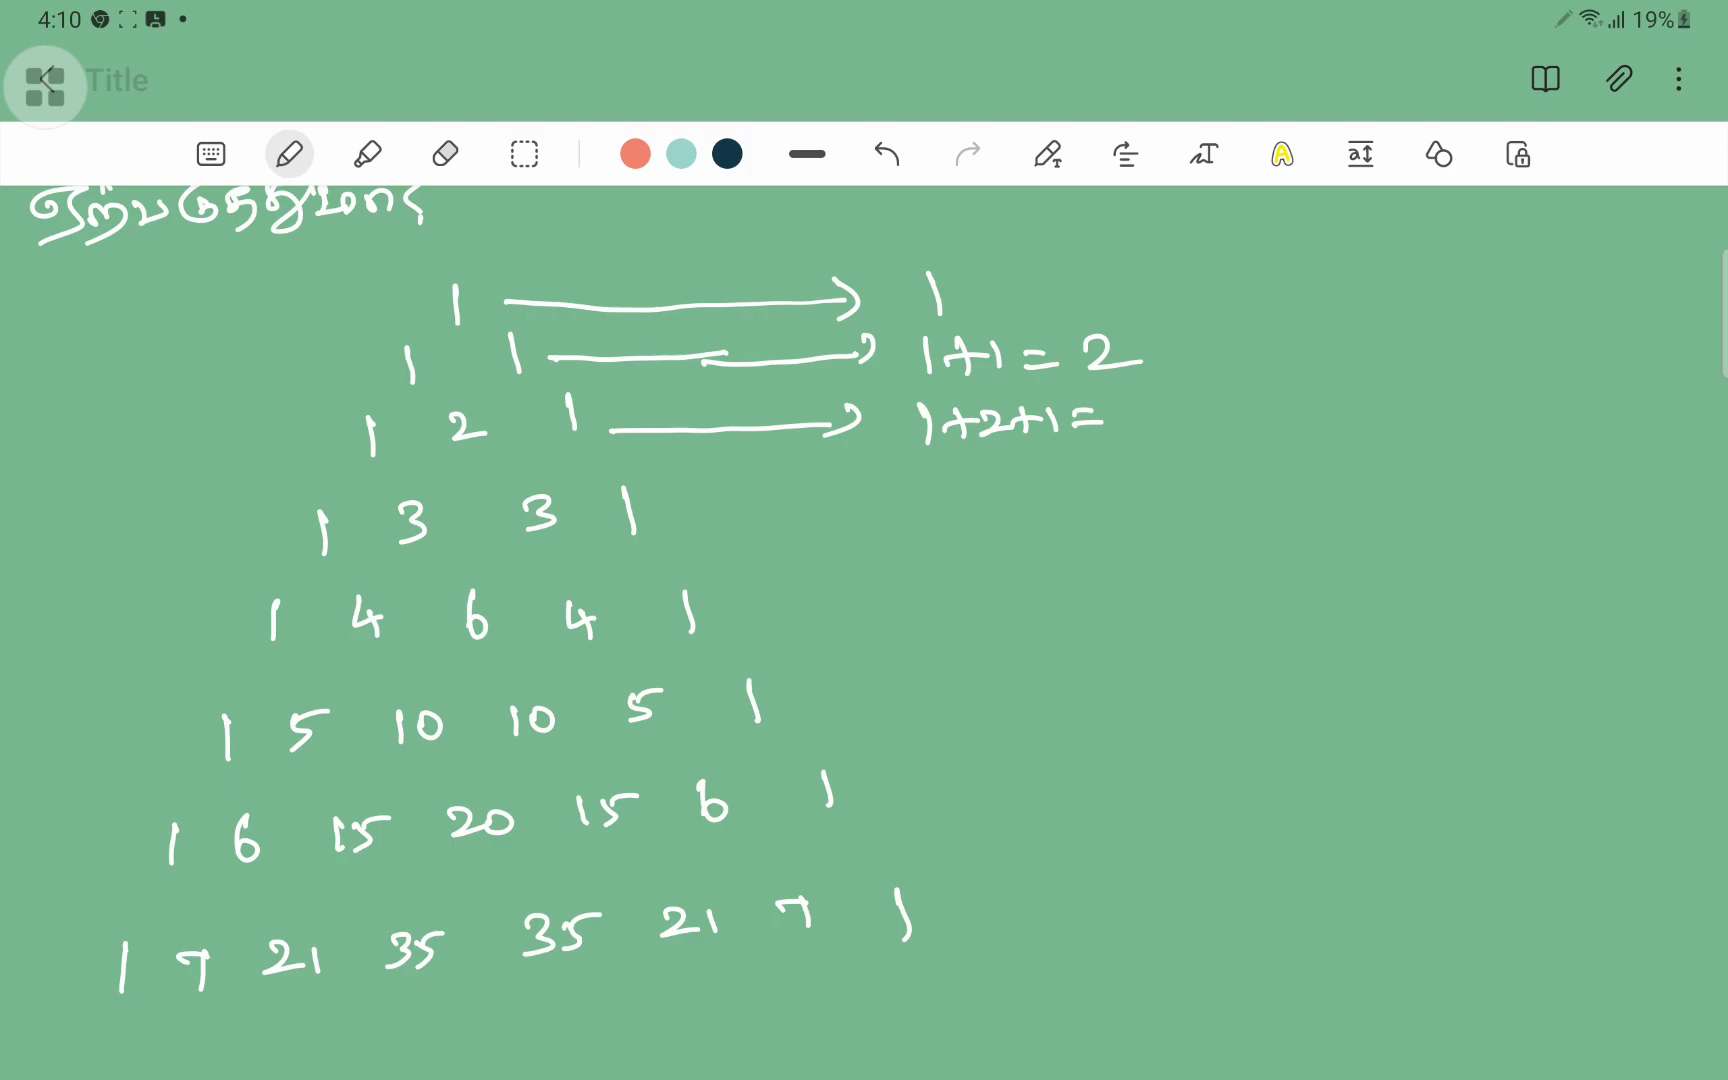 4:10 19%
Title
1 1
1 1 1+1=2
1 2 1 1+2+1=
1 3 3 1
1 4 6 4 1
1 5 10 10 5 1
1 6 15 20 15 6 1
1 7 21 35 35 21 7 1